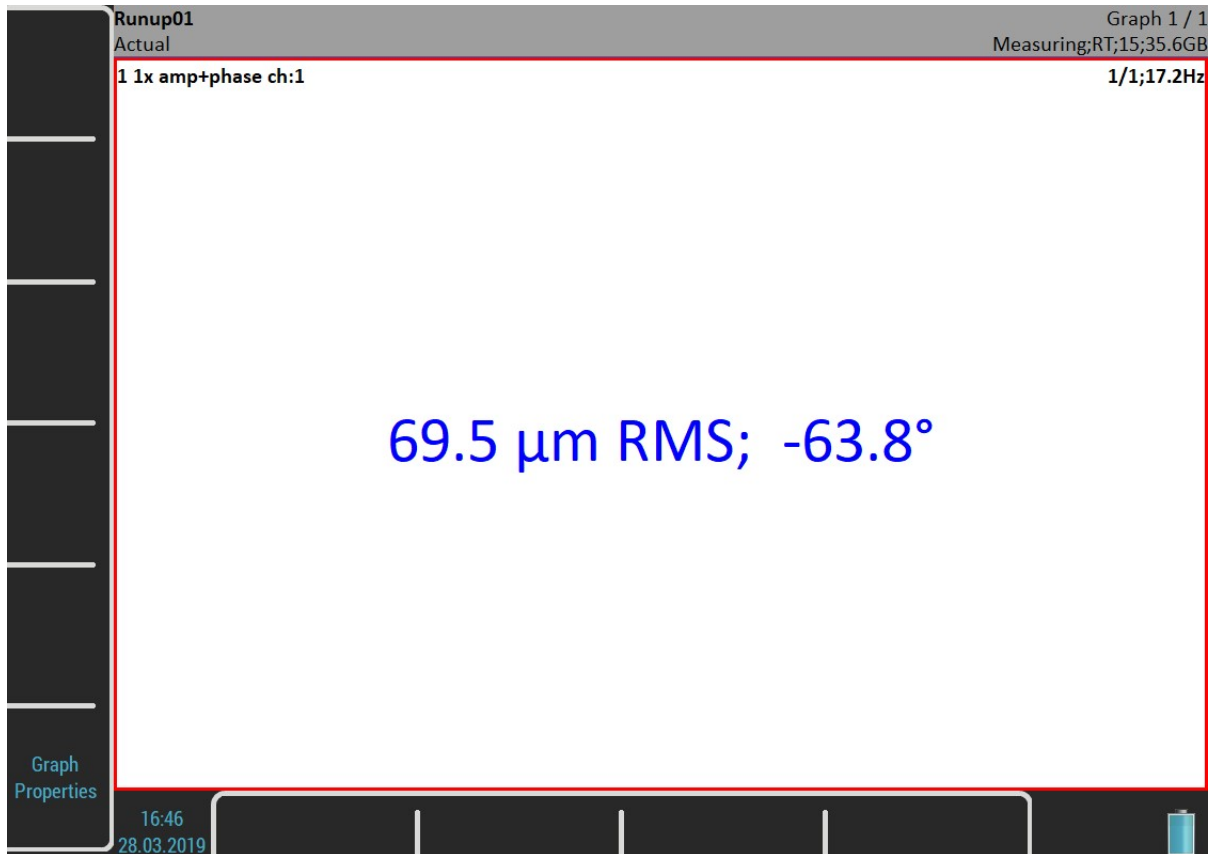 Runup01
Graph 1 / 1
Actual
Measuring;RT;15;35.6GB
1 1x amp+phase ch:1
1/1;17.2Hz
69.5 µm RMS; -63.8°
Graph
Properties
16:46
28.03.2019